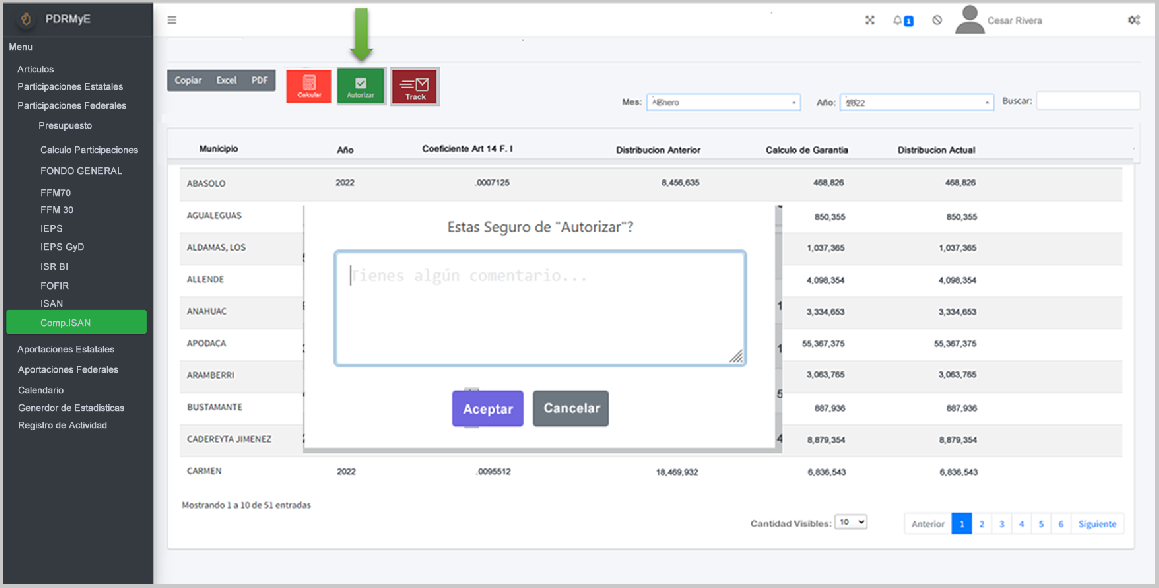 PDRMyE
Cesar Rivera
1
Menu
Articulos
Participaciones Estatales
Participaciones Federales
Presupuesto
Calculo Participaciones
FONDO GENERAL
FFM70
FFM 30
IEPS
IEPS GyD
ISR BI
FOFIR
ISAN
Comp.ISAN
Aportaciones Estatales
Aportaciones Federales
Calendario
Generdor de Estadisticas
Registro de Actividad
Copiar Excel PDF
Calcular
Autorizar
Track
Mes: Enero
Año: 2022
Buscar:
Municipio Año Coeficiente Art 14 F. I Distribucion Anterior Calculo de Garantia Distribucion Actual
ABASOLO 2022 .0007125 8,456,635 468,826 468,826
AGUALEGUAS 850,355 850,355
ALDAMAS, LOS 1,037,365 1,037,365
ALLENDE 4,098,354 4,098,354
ANAHUAC 3,334,653 3,334,653
APODACA 55,367,375 55,367,375
ARAMBERRI 3,063,765 3,063,765
BUSTAMANTE 887,936 887,936
CADEREYTA JIMENEZ 8,879,354 8,879,354
CARMEN 2022 .0095512 18,469,932 6,836,543 6,836,543
Estas Seguro de "Autorizar"?
Tienes algún comentario...
Aceptar Cancelar
Mostrando 1 a 10 de 51 entradas
Cantidad Visibles: 10
Anterior 1 2 3 4 5 6 Siguiente